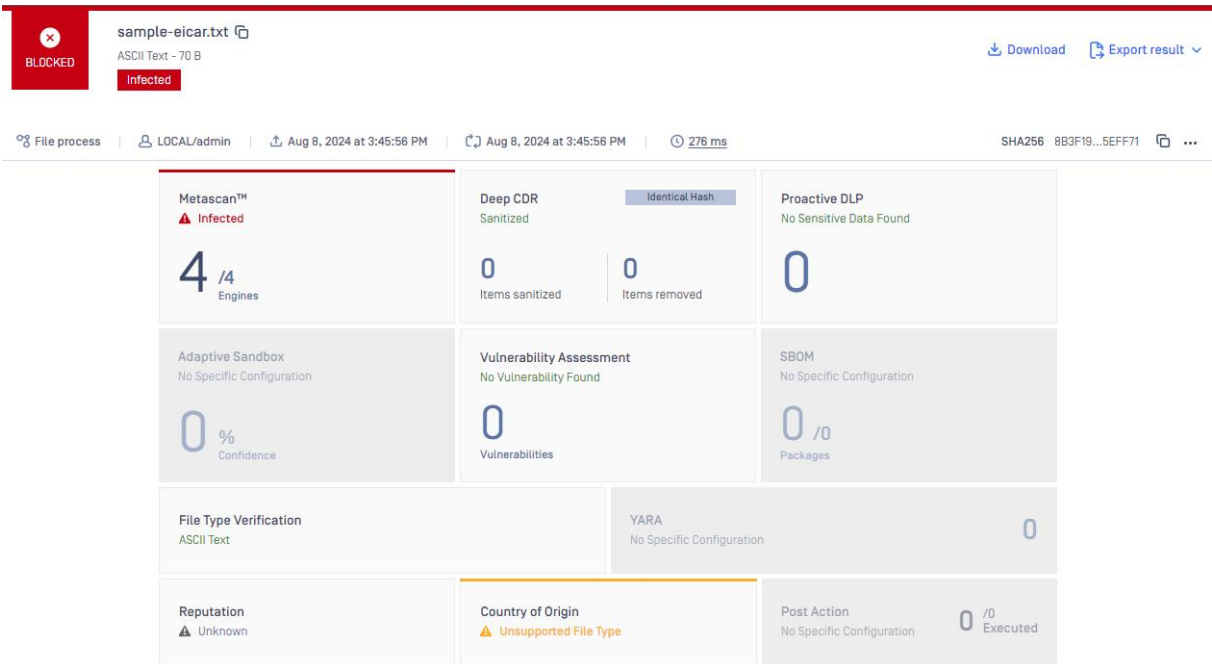 sample-eicar.txt
BLOCKED
ASCII Text - 70 B
Infected
Download
Export result
File process
LOCAL/admin
Aug 8, 2024 at 3:45:56 PM
Aug 8, 2024 at 3:45:56 PM
276 ms
SHA256 8B3F19...5EFF71
Metascan™
Infected
4 /4
Engines
Deep CDR
Identical Hash
Sanitized
0
Items sanitized
0
Items removed
Proactive DLP
No Sensitive Data Found
0
Adaptive Sandbox
No Specific Configuration
0 %
Confidence
Vulnerability Assessment
No Vulnerability Found
0
Vulnerabilities
SBOM
No Specific Configuration
0 /0
Packages
File Type Verification
ASCII Text
YARA
No Specific Configuration
0
Reputation
Unknown
Country of Origin
Unsupported File Type
Post Action
No Specific Configuration
0 /0
Executed